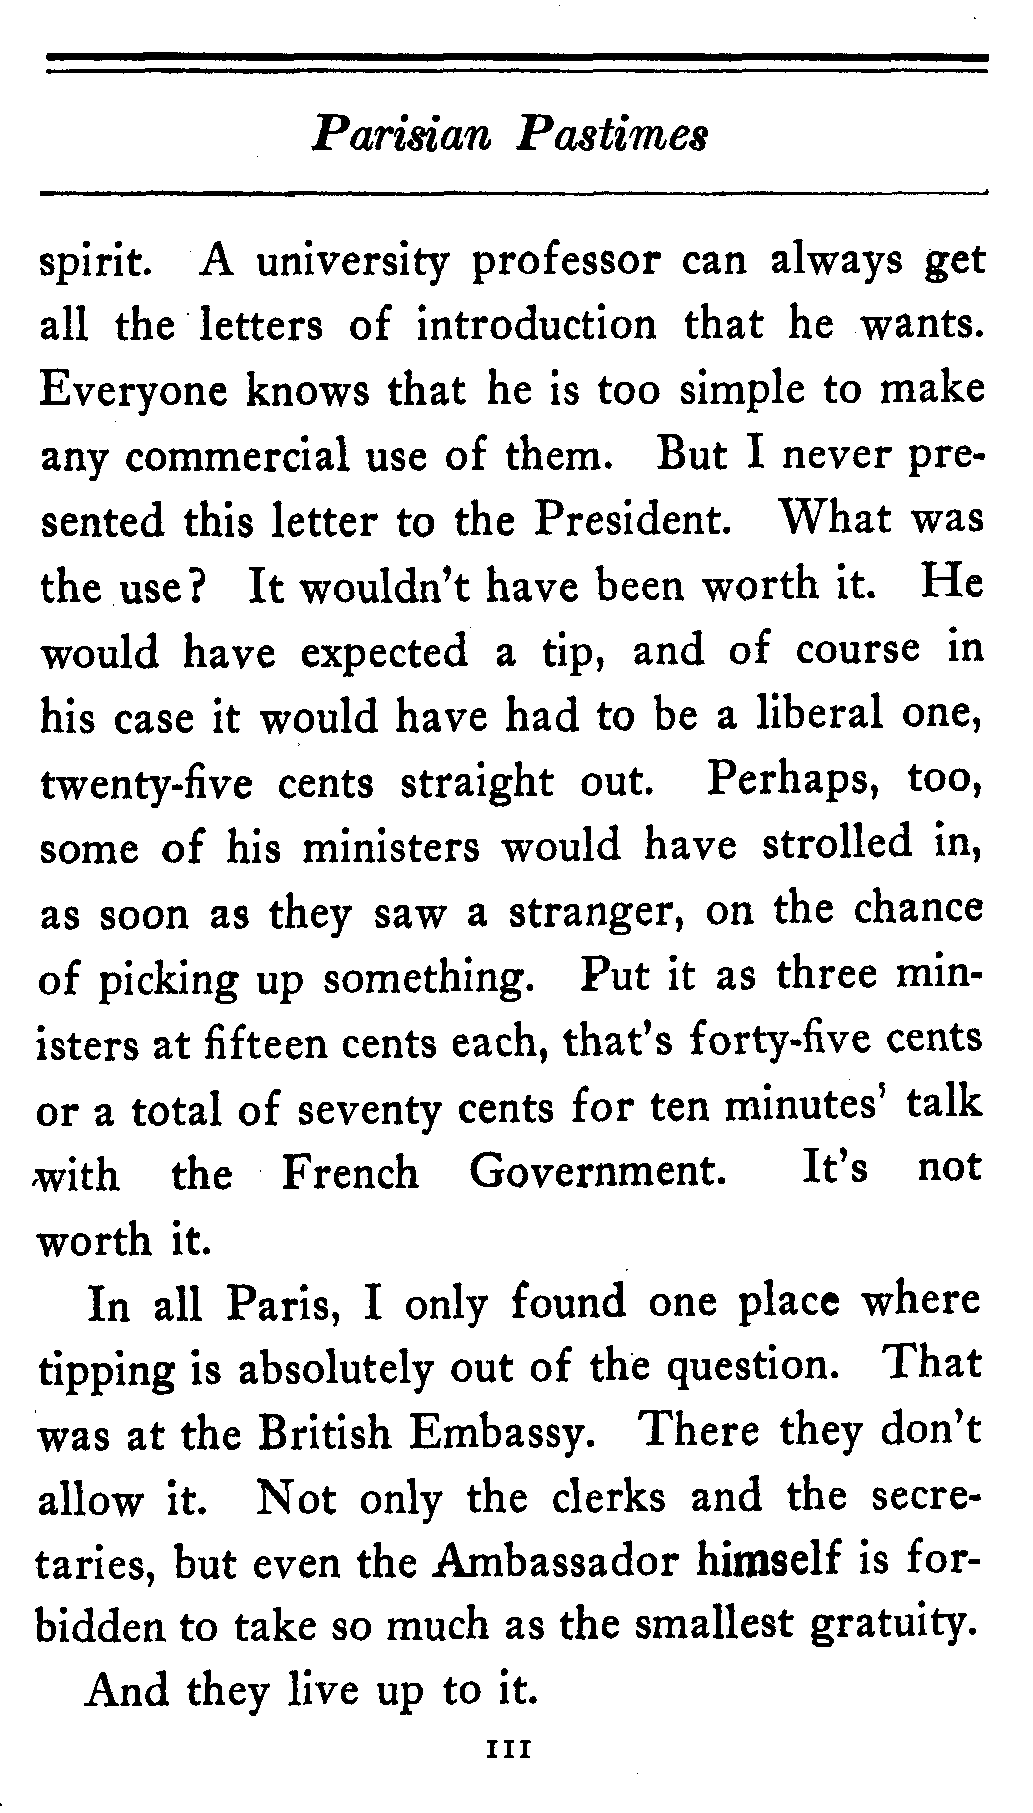 Parisian Pastimes
spirit. A university professor can always get
all the letters of introduction that he wants.
Everyone knows that he is too simple to make
any commercial use of them. But I never pre-
sented this letter to the President. What was
the use? It wouldn't have been worth it. He
would have expected a tip, and of course in
his case it would have had to be a liberal one,
twenty-five cents straight out. Perhaps, too,
some of his ministers would have strolled in,
as soon as they saw a stranger, on the chance
of picking up something. Put it as three min-
isters at fifteen cents each, that's forty-five cents
or a total of seventy cents for ten minutes' talk
with the French Government. It's not
worth it.
In all Paris, I only found one place where
tipping is absolutely out of the question. That
was at the British Embassy. There they don't
allow it. Not only the clerks and the secre-
taries, but even the Ambassador himself is for-
bidden to take so much as the smallest gratuity.
And they live up to it.
111